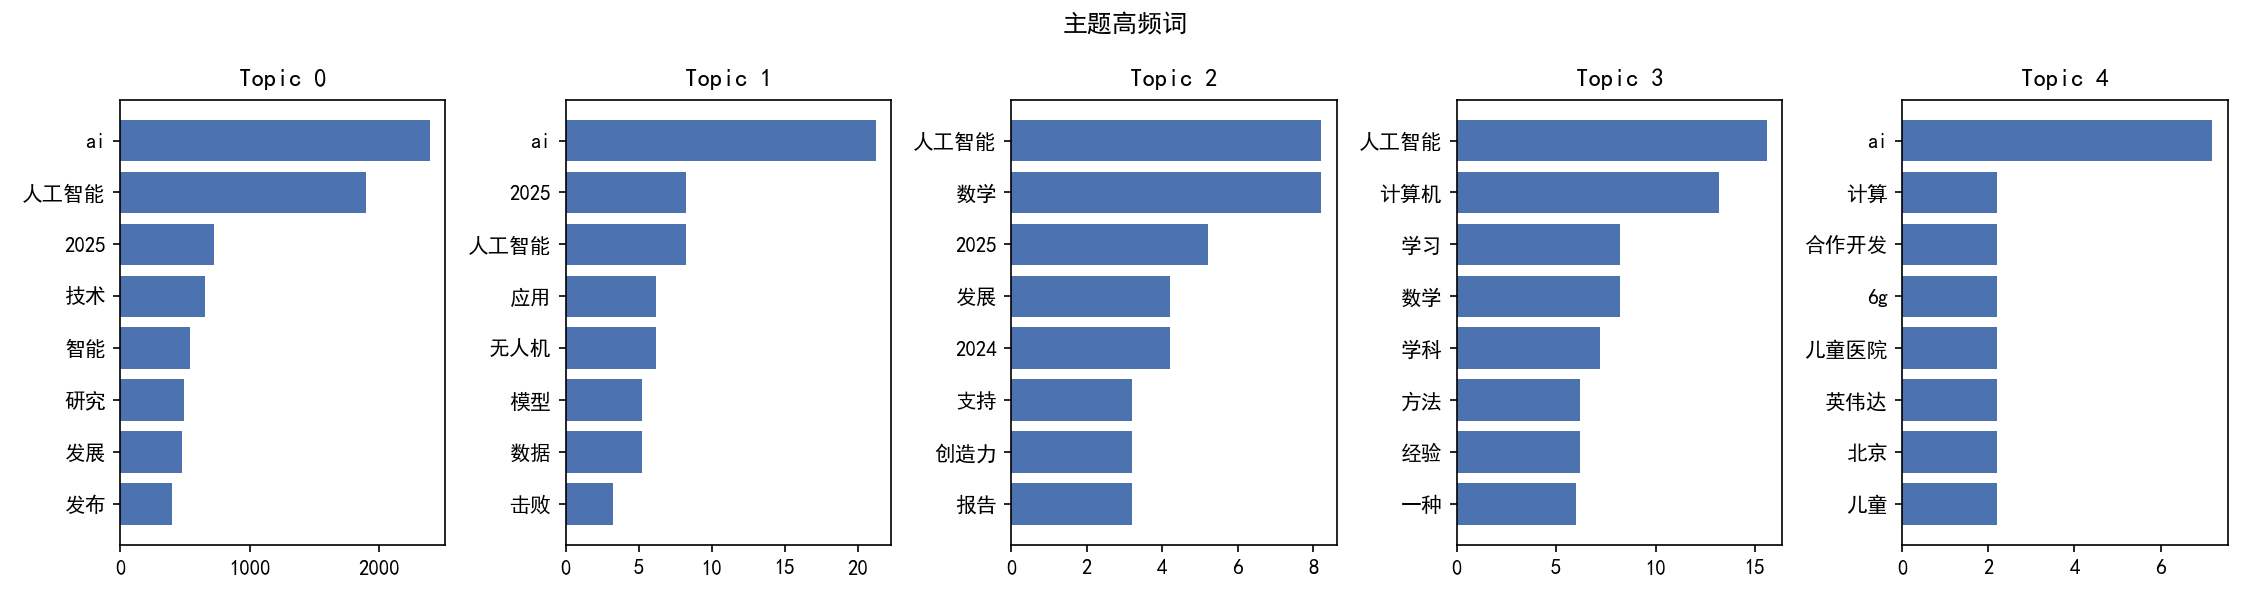 主题高频词
Topic 0
ai
人工智能
2025
技术
智能
研究
发展
发布
0 1000 2000
Topic 1
ai
2025
人工智能
应用
无人机
模型
数据
击败
0 5 10 15 20
Topic 2
人工智能
数学
2025
发展
2024
支持
创造力
报告
0 2 4 6 8
Topic 3
人工智能
计算机
学习
数学
学科
方法
经验
一种
0 5 10 15
Topic 4
ai
计算
合作开发
6g
儿童医院
英伟达
北京
儿童
0 2 4 6